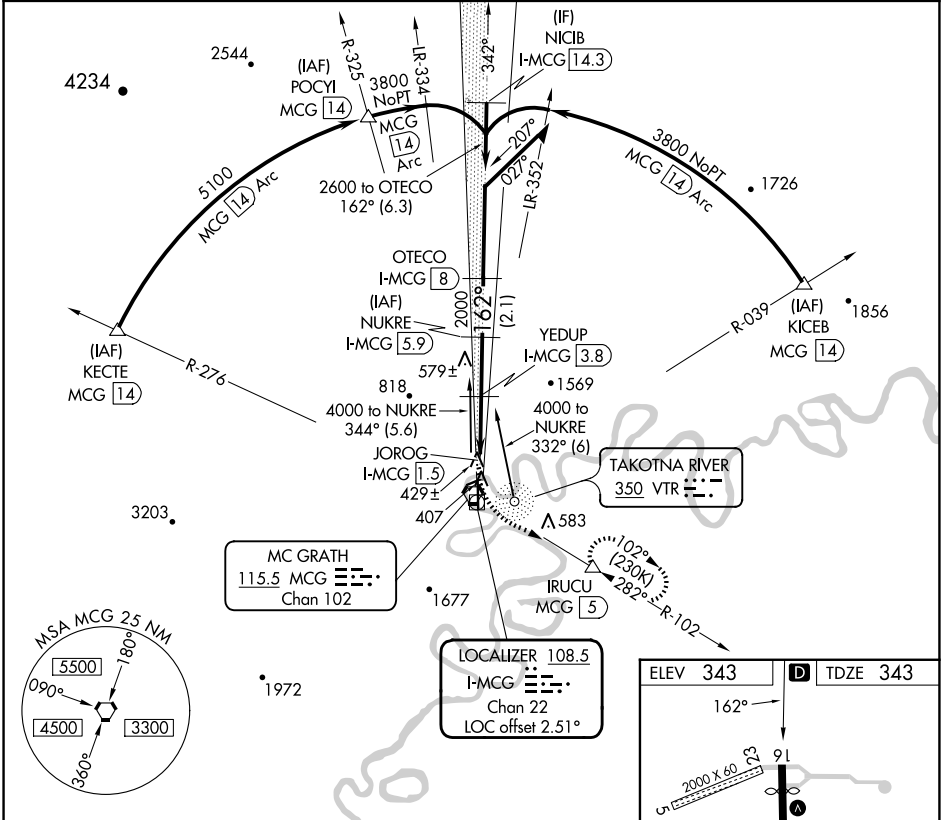 2544
4234
(IAF)
POCYI
MCG 14
R-325
3800
NoPT
MCG
14
Arc
LR-334
342°
(IF)
NICIB
I-MCG 14.3
207°
027°
LR-352
3800 NoPT
MCG 14 Arc
1726
5100
MCG 14 Arc
2600 to OTECO
162° (6.3)
OTECO
I-MCG 8
2000
162°
(2.1)
(IAF)
NUKRE
I-MCG 5.9
YEDUP
I-MCG 3.8
R-039
(IAF)
KICEB
MCG 14
1856
(IAF)
KECTE
MCG 14
R-276
579±
818
1569
4000 to NUKRE
344° (5.6)
4000 to
NUKRE
332° (6)
JOROG
I-MCG 1.5
429±
407
TAKOTNA RIVER
350 VTR
583
3203
MC GRATH
115.5 MCG
Chan 102
102°
(230K)
282°
IRUCU
MCG 5
R-102
1677
LOCALIZER 108.5
I-MCG
Chan 22
LOC offset 2.51°
1972
MSA MCG 25 NM
5500
180°
090°
4500
3300
360°
ELEV 343
D
TDZE 343
162°
16
2000 X 60
23
5
A